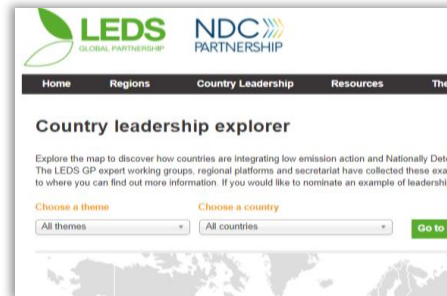 LEDS
GLOBAL PARTNERSHIP
NDC
PARTNERSHIP
Home Regions Country Leadership Resources The
Country leadership explorer
Explore the map to discover how countries are integrating low emission action and Nationally Dete
The LEDS GP expert working groups, regional platforms and secretariat have collected these exa
to where you can find out more information. If you would like to nominate an example of leadershi
Choose a theme Choose a country
All themes All countries Go to